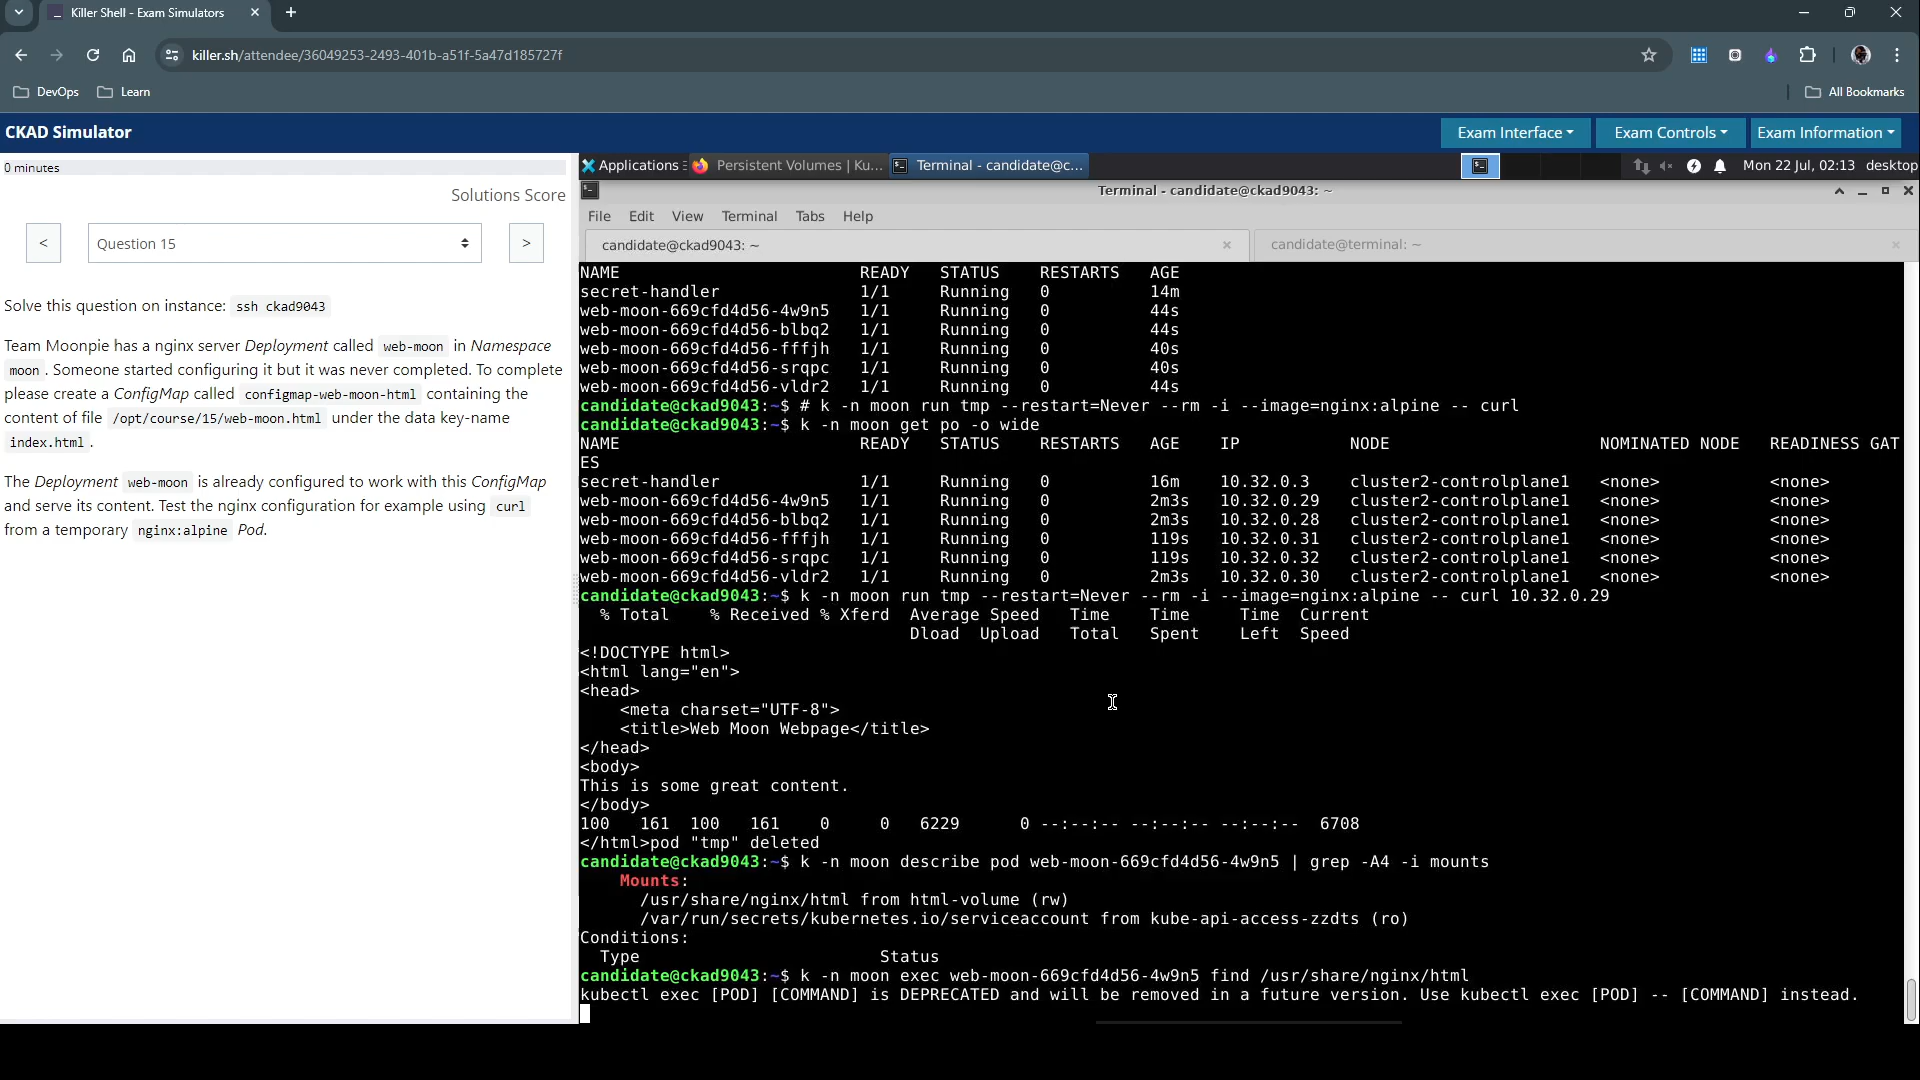 Killer Shell - Exam Simulators
killer.sh/attendee/36049253-2493-401b-a51f-5a47d185727f
DevOps
Learn
All Bookmarks
CKAD Simulator
Exam Interface
Exam Controls
Exam Information
0 minutes
Solutions Score
<
Question 15
>
Solve this question on instance: ssh ckad9043
Team Moonpie has a nginx server Deployment called web-moon in Namespace
moon . Someone started configuring it but it was never completed. To complete
please create a ConfigMap called configmap-web-moon-html containing the
content of file /opt/course/15/web-moon.html under the data key-name
index.html .
The Deployment web-moon is already configured to work with this ConfigMap
and serve its content. Test the nginx configuration for example using curl
from a temporary nginx:alpine Pod.
Applications
Persistent Volumes | Ku...
Terminal - candidate@c...
Mon 22 Jul, 02:13
desktop
Terminal - candidate@ckad9043: ~
File Edit View Terminal Tabs Help
candidate@ckad9043: ~
candidate@terminal: ~
NAME READY STATUS RESTARTS AGE
secret-handler 1/1 Running 0 14m
web-moon-669cfd4d56-4w9n5 1/1 Running 0 44s
web-moon-669cfd4d56-blbq2 1/1 Running 0 44s
web-moon-669cfd4d56-fffjh 1/1 Running 0 40s
web-moon-669cfd4d56-srqpc 1/1 Running 0 40s
web-moon-669cfd4d56-vldr2 1/1 Running 0 44s
candidate@ckad9043:~$ # k -n moon run tmp --restart=Never --rm -i --image=nginx:alpine -- curl
candidate@ckad9043:~$ k -n moon get po -o wide
NAME READY STATUS RESTARTS AGE IP NODE NOMINATED NODE READINESS GAT
ES
secret-handler 1/1 Running 0 16m 10.32.0.3 cluster2-controlplane1 <none> <none>
web-moon-669cfd4d56-4w9n5 1/1 Running 0 2m3s 10.32.0.29 cluster2-controlplane1 <none> <none>
web-moon-669cfd4d56-blbq2 1/1 Running 0 2m3s 10.32.0.28 cluster2-controlplane1 <none> <none>
web-moon-669cfd4d56-fffjh 1/1 Running 0 119s 10.32.0.31 cluster2-controlplane1 <none> <none>
web-moon-669cfd4d56-srqpc 1/1 Running 0 119s 10.32.0.32 cluster2-controlplane1 <none> <none>
web-moon-669cfd4d56-vldr2 1/1 Running 0 2m3s 10.32.0.30 cluster2-controlplane1 <none> <none>
candidate@ckad9043:~$ k -n moon run tmp --restart=Never --rm -i --image=nginx:alpine -- curl 10.32.0.29
% Total % Received % Xferd Average Speed Time Time Time Current
Dload Upload Total Spent Left Speed
<!DOCTYPE html>
<html lang="en">
<head>
<meta charset="UTF-8">
<title>Web Moon Webpage</title>
</head>
<body>
This is some great content.
</body>
100 161 100 161 0 0 6229 0 --:--:-- --:--:-- --:--:-- 6708
</html>pod "tmp" deleted
candidate@ckad9043:~$ k -n moon describe pod web-moon-669cfd4d56-4w9n5 | grep -A4 -i mounts
Mounts:
/usr/share/nginx/html from html-volume (rw)
/var/run/secrets/kubernetes.io/serviceaccount from kube-api-access-zzdts (ro)
Conditions:
Type Status
candidate@ckad9043:~$ k -n moon exec web-moon-669cfd4d56-4w9n5 find /usr/share/nginx/html
kubectl exec [POD] [COMMAND] is DEPRECATED and will be removed in a future version. Use kubectl exec [POD] -- [COMMAND] instead.